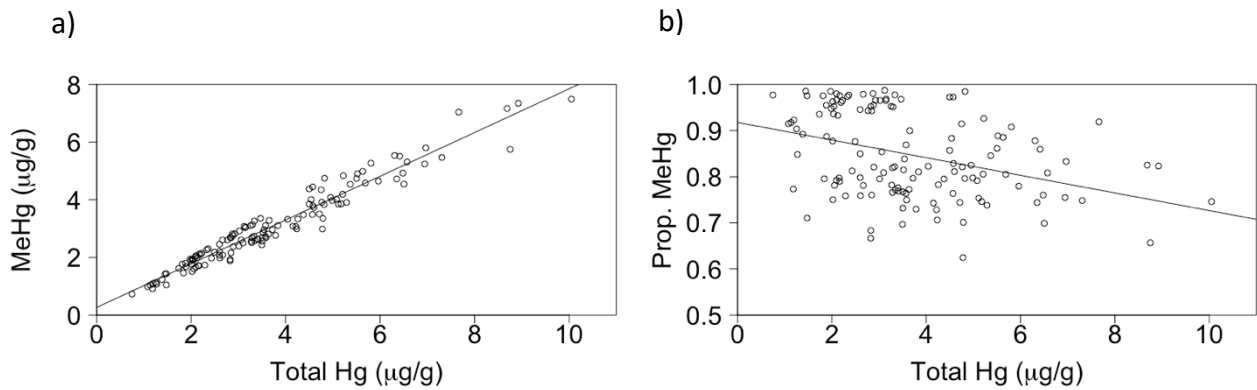 a)
8
6
4
2
0
MeHg (μg/g)
0 2 4 6 8 10
Total Hg (μg/g)
b)
1.0
0.9
0.8
0.7
0.6
0.5
Prop. MeHg
0 2 4 6 8 10
Total Hg (μg/g)